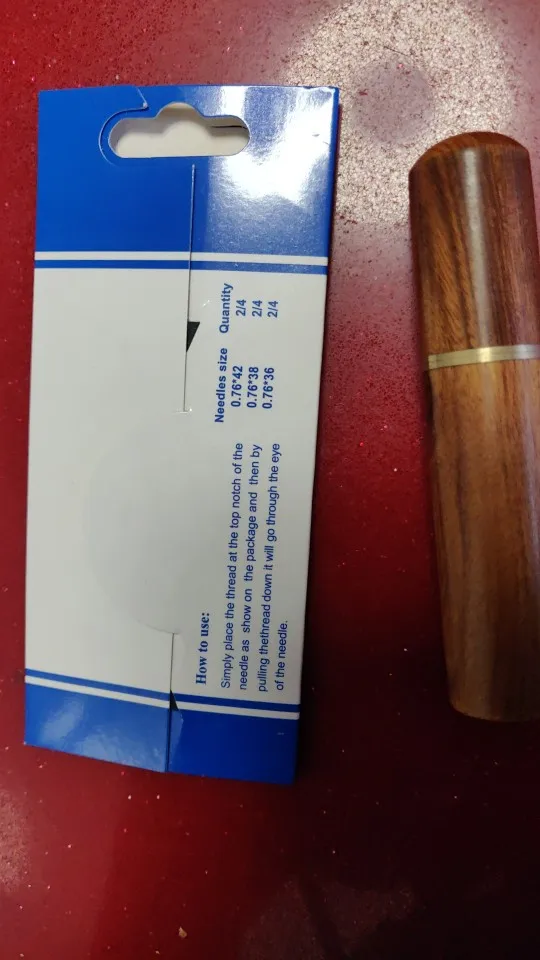 How to use:
Simply place the thread at the top notch of the
needle as show on the package and then by
pulling thethread down it will go through the eye
of the needle.
Needles size Quantity
0.76*42 2/4
0.76*38 2/4
0.76*36 2/4